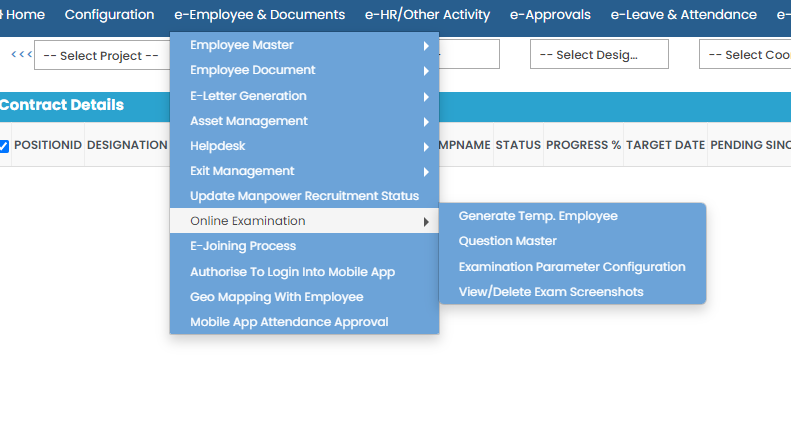 Home Configuration e-Employee & Documents e-HR/Other Activity e-Approvals e-Leave & Attendance e-
<<< -- Select Project -- -- Select Desig... -- Select Coo
Contract Details
POSITIONID DESIGNATION MPNAME STATUS PROGRESS % TARGET DATE PENDING SINC
Employee Master
Employee Document
E-Letter Generation
Asset Management
Helpdesk
Exit Management
Update Manpower Recruitment Status
Online Examination
E-Joining Process
Authorise To Login Into Mobile App
Geo Mapping With Employee
Mobile App Attendance Approval
Generate Temp. Employee
Question Master
Examination Parameter Configuration
View/Delete Exam Screenshots